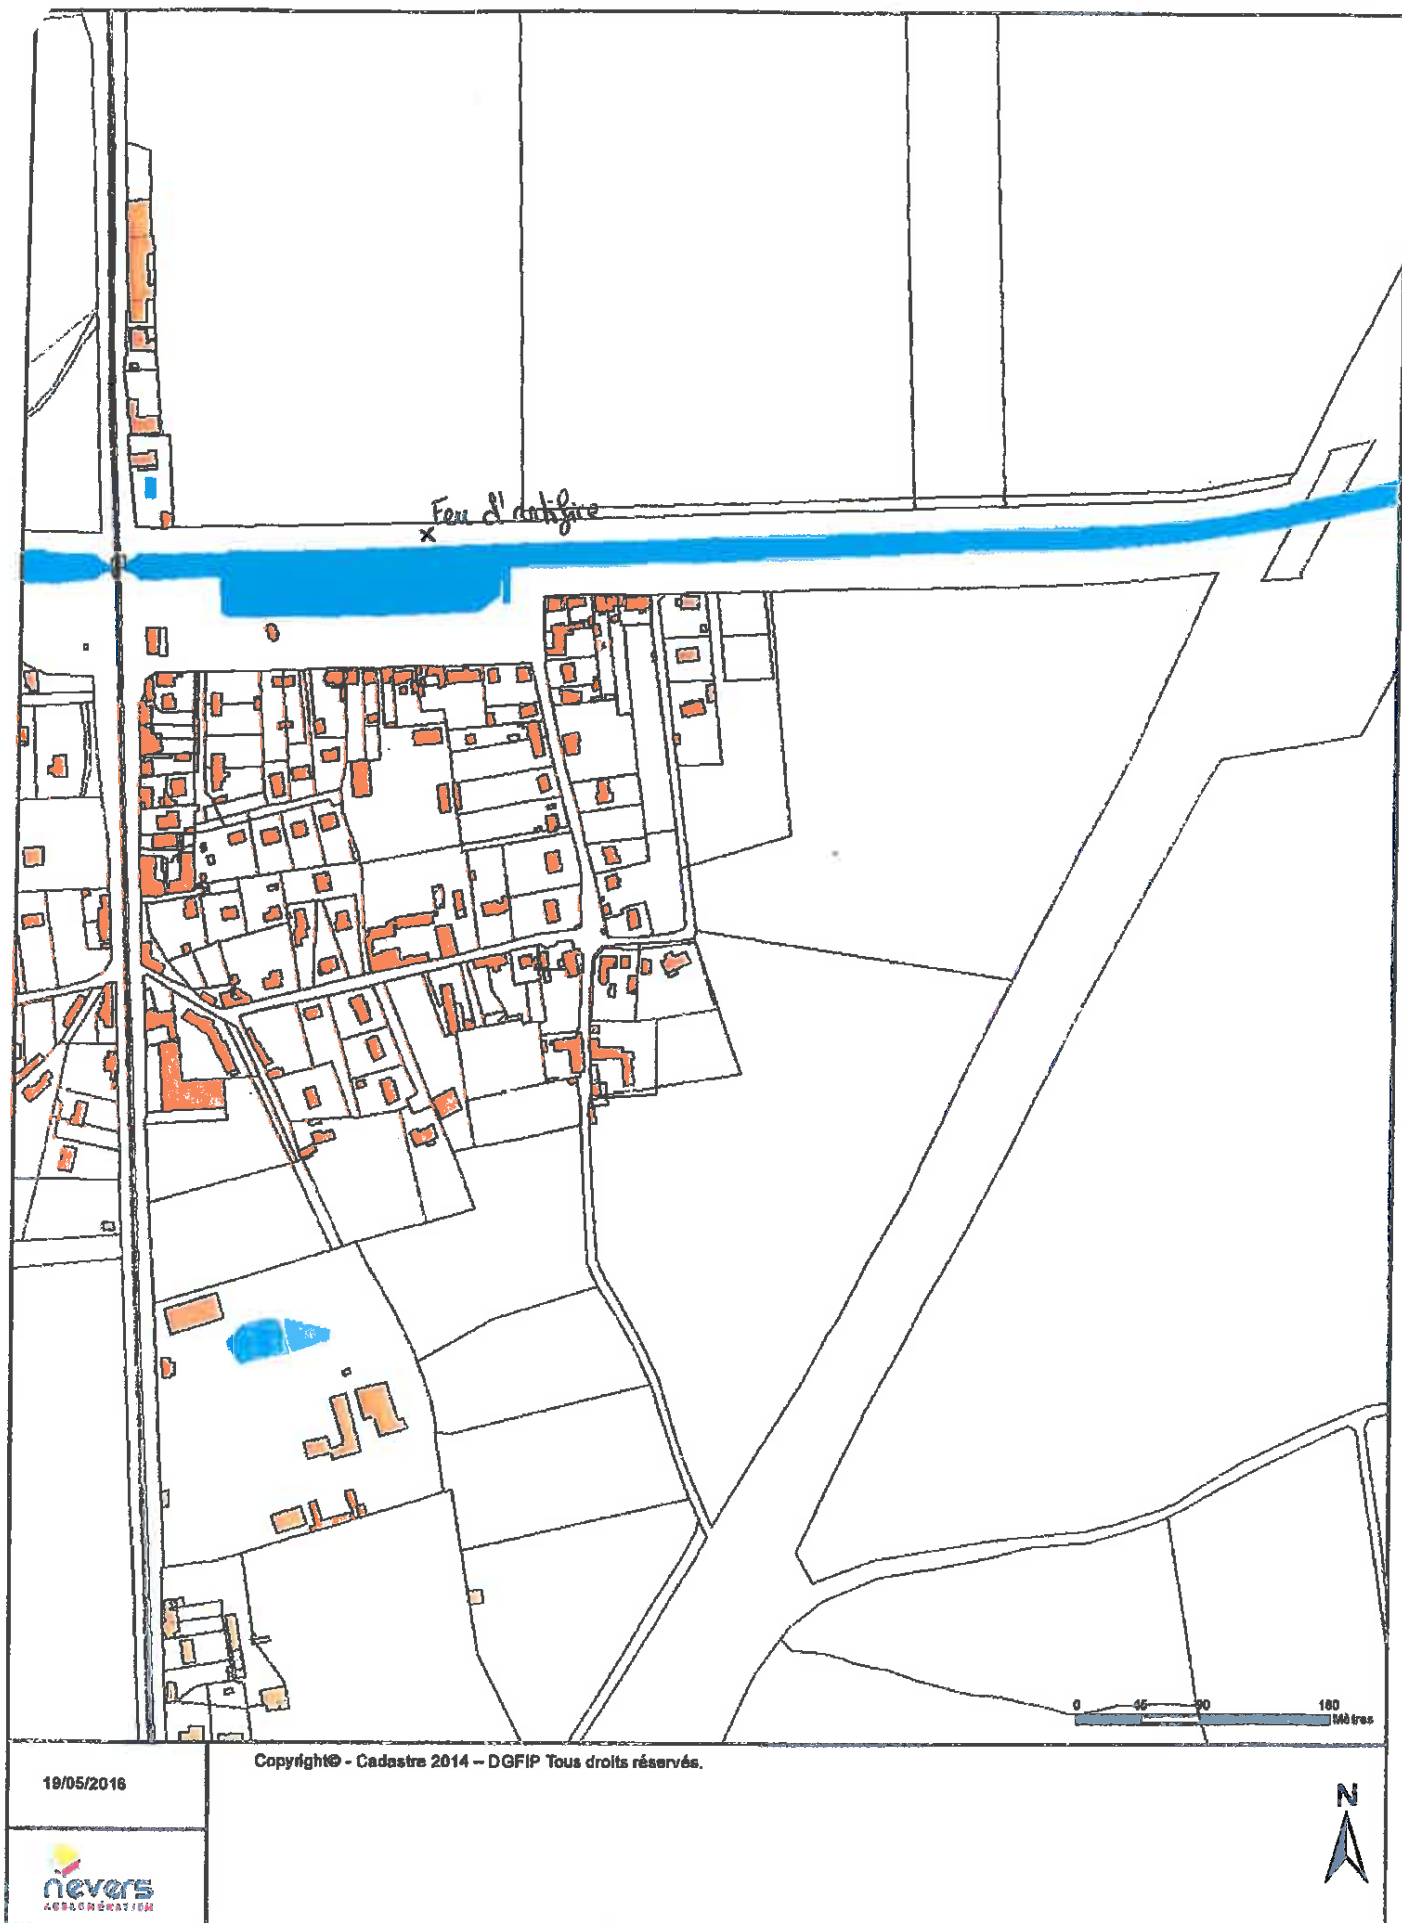 Feu d'artifice
x
0 45 90 180
Mètres
Copyright© - Cadastre 2014 – DGFIP Tous droits réservés.
19/05/2016
N
nevers
AGGLOMÉRATION